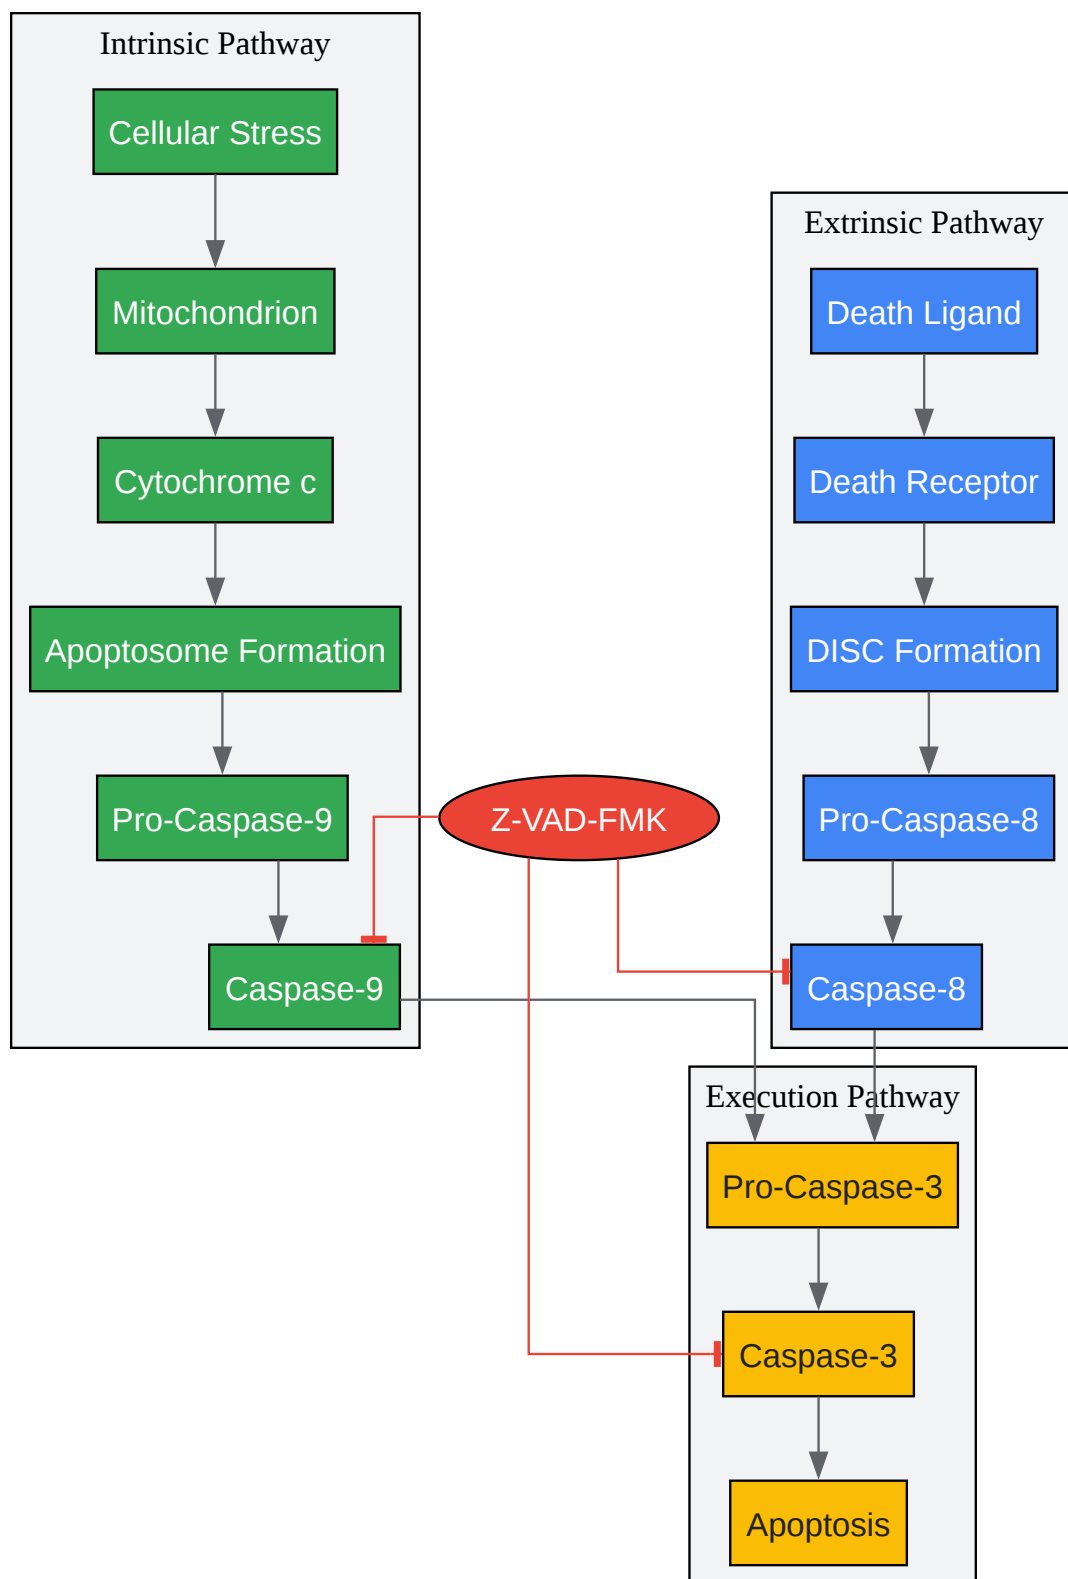 Intrinsic Pathway
Cellular Stress
Mitochondrion
Cytochrome c
Apoptosome Formation
Pro-Caspase-9
Caspase-9
Z-VAD-FMK
Extrinsic Pathway
Death Ligand
Death Receptor
DISC Formation
Pro-Caspase-8
Caspase-8
Execution Pathway
Pro-Caspase-3
Caspase-3
Apoptosis